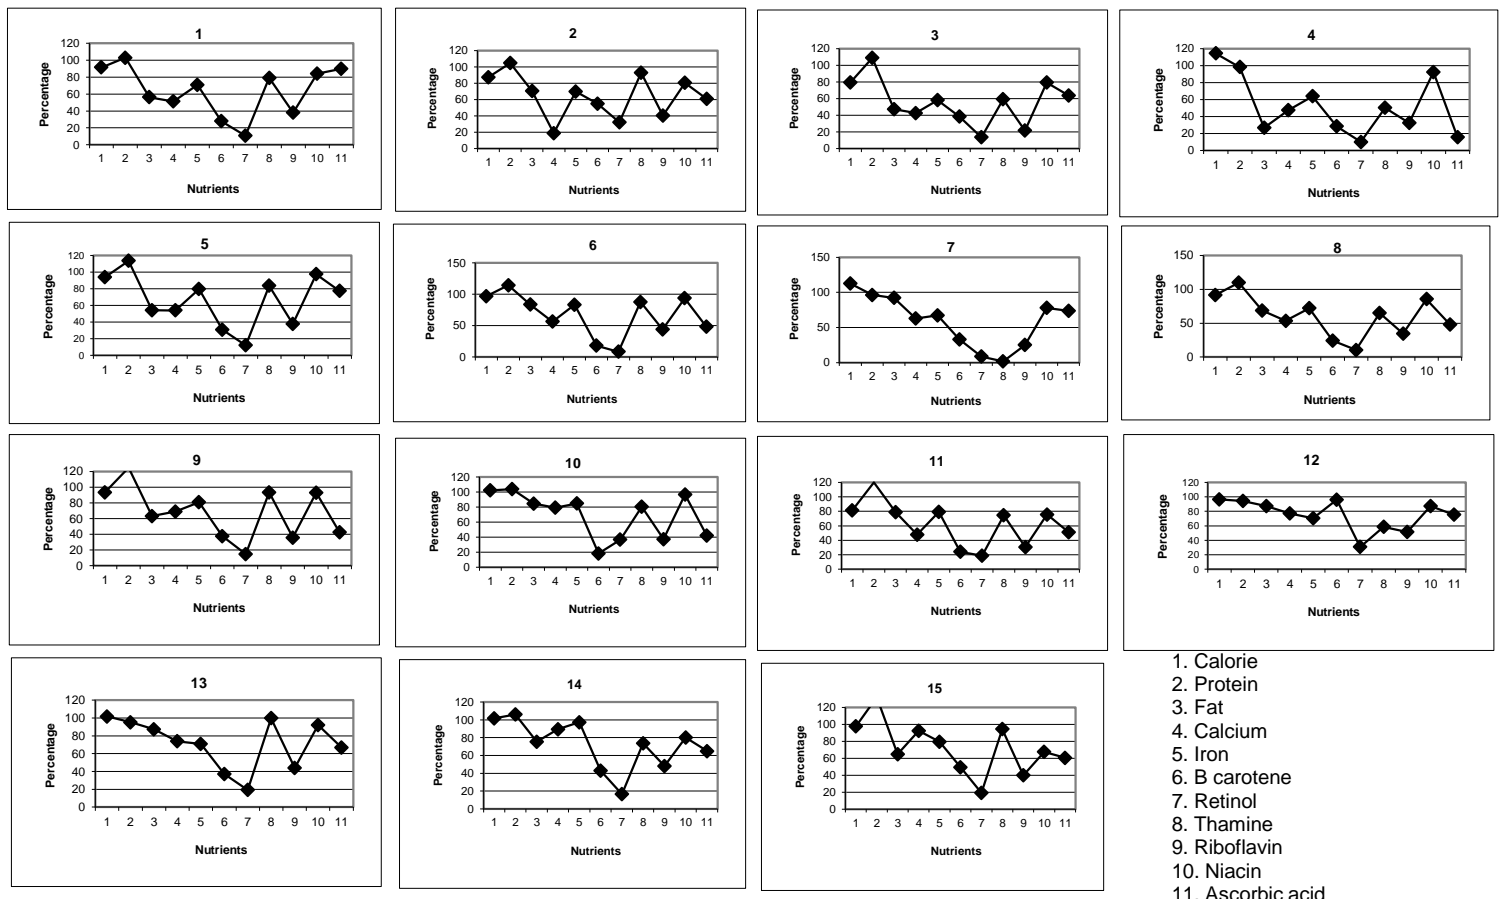 1
120
100
80
60
40
20
0
Percentage
1 2 3 4 5 6 7 8 9 10 11
Nutrients
2
120
100
80
60
40
20
0
Percentage
1 2 3 4 5 6 7 8 9 10 11
Nutrients
3
120
100
80
60
40
20
0
Percentage
1 2 3 4 5 6 7 8 9 10 11
Nutrients
4
120
100
80
60
40
20
0
Percentage
1 2 3 4 5 6 7 8 9 10 11
Nutrients
5
120
100
80
60
40
20
0
Percentage
1 2 3 4 5 6 7 8 9 10 11
Nutrients
6
150
100
50
0
Percentage
1 2 3 4 5 6 7 8 9 10 11
Nutrients
7
150
100
50
0
Percentage
1 2 3 4 5 6 7 8 9 10 11
Nutrients
8
150
100
50
0
Percentage
1 2 3 4 5 6 7 8 9 10 11
Nutrients
9
120
100
80
60
40
20
0
Percentage
1 2 3 4 5 6 7 8 9 10 11
Nutrients
10
120
100
80
60
40
20
0
Percentage
1 2 3 4 5 6 7 8 9 10 11
Nutrients
11
120
100
80
60
40
20
0
Percentage
1 2 3 4 5 6 7 8 9 10 11
Nutrients
12
120
100
80
60
40
20
0
Percentage
1 2 3 4 5 6 7 8 9 10 11
Nutrients
13
120
100
80
60
40
20
0
Percentage
1 2 3 4 5 6 7 8 9 10 11
Nutrients
14
120
100
80
60
40
20
0
Percentage
1 2 3 4 5 6 7 8 9 10 11
Nutrients
15
120
100
80
60
40
20
0
Percentage
1 2 3 4 5 6 7 8 9 10 11
Nutrients
1. Calorie
2. Protein
3. Fat
4. Calcium
5. Iron
6. B carotene
7. Retinol
8. Thamine
9. Riboflavin
10. Niacin
11. Ascorbic acid